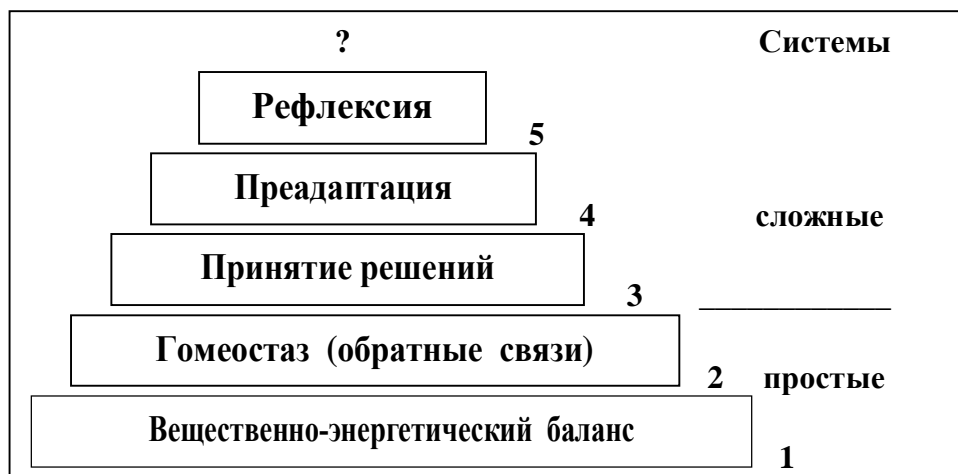 ? Системы
Рефлексия
5
Преадаптация
4 сложные
Принятие решений
3
Гомеостаз (обратные связи)
2 простые
Вещественно-энергетический баланс
1